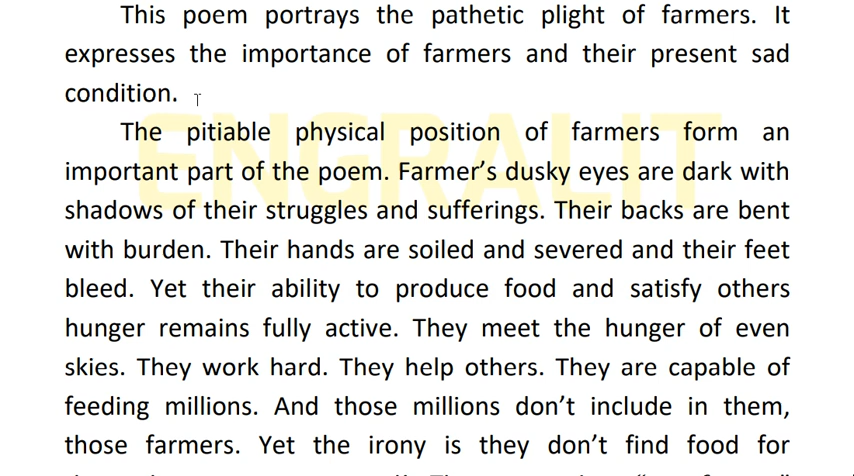 This poem portrays the pathetic plight of farmers. It
expresses the importance of farmers and their present sad
condition.
ENGRALIT
The pitiable physical position of farmers form an
important part of the poem. Farmer’s dusky eyes are dark with
shadows of their struggles and sufferings. Their backs are bent
with burden. Their hands are soiled and severed and their feet
bleed. Yet their ability to produce food and satisfy others
hunger remains fully active. They meet the hunger of even
skies. They work hard. They help others. They are capable of
feeding millions. And those millions don’t include in them,
those farmers. Yet the irony is they don’t find food for